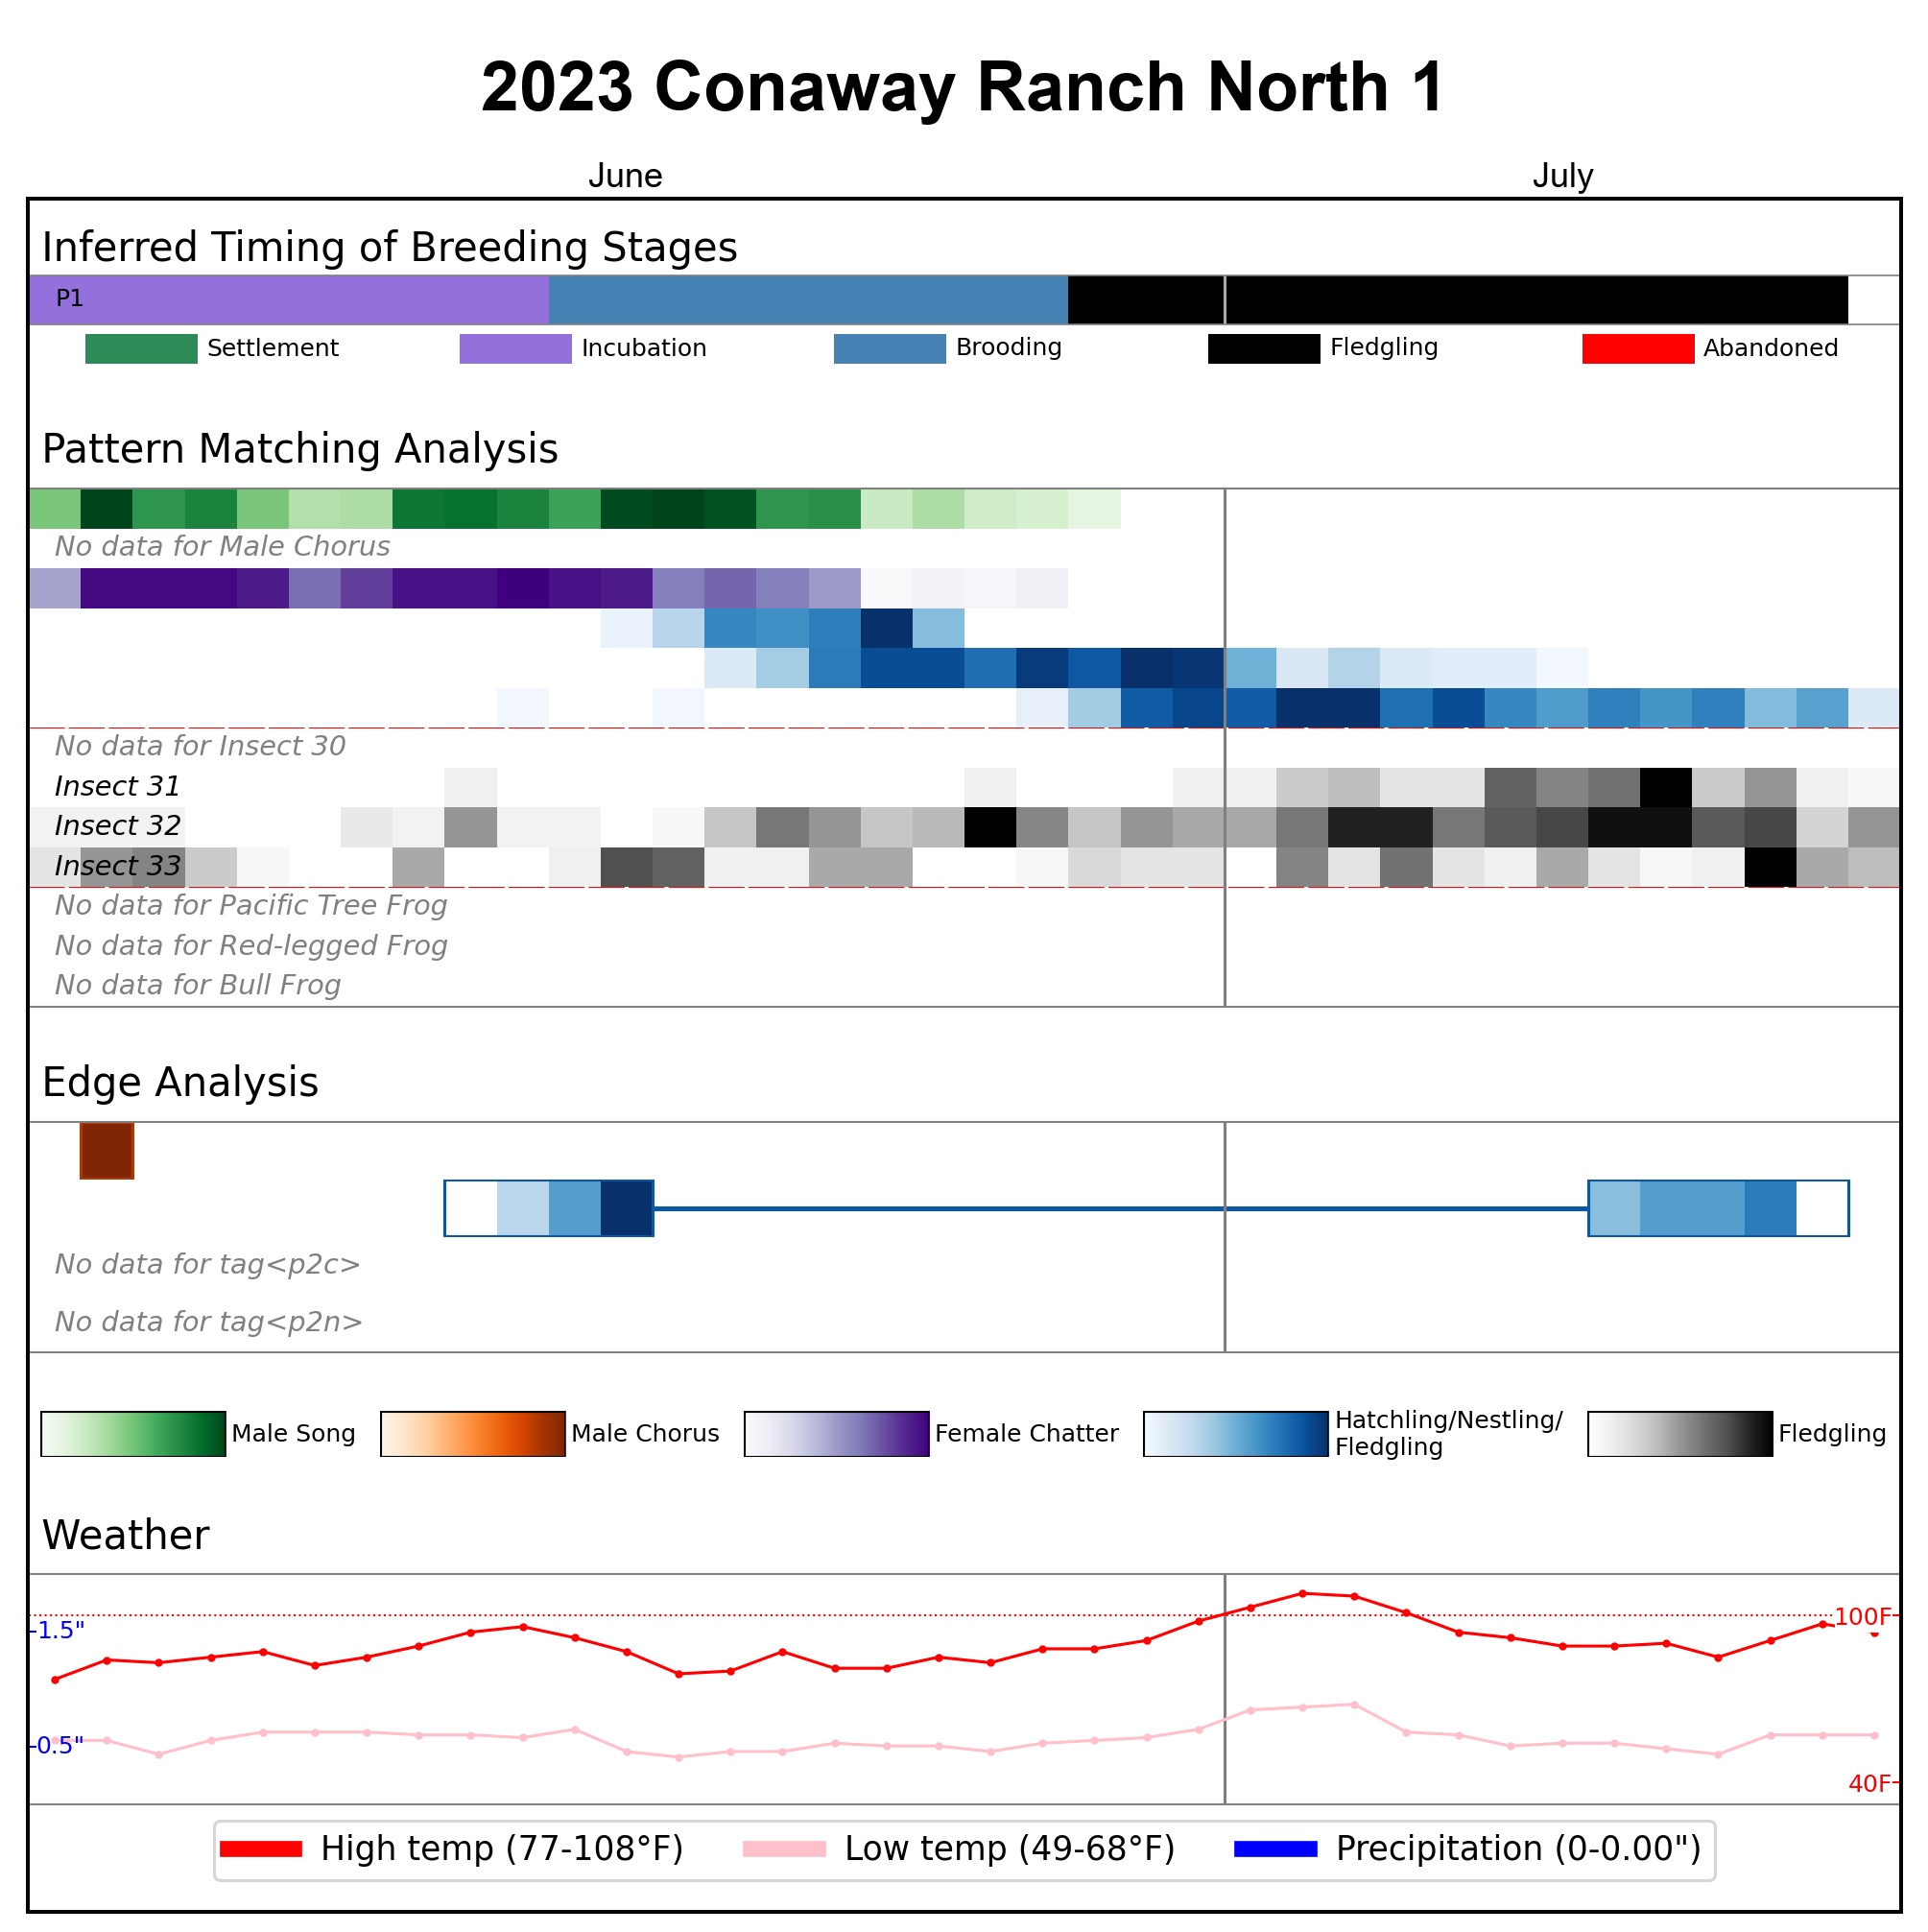 2023 Conaway Ranch North 1
June July
Inferred Timing of Breeding Stages
P1
Settlement Incubation Brooding Fledgling Abandoned
Pattern Matching Analysis
No data for Male Chorus
No data for Insect 30
Insect 31
Insect 32
Insect 33
No data for Pacific Tree Frog
No data for Red-legged Frog
No data for Bull Frog
Edge Analysis
No data for tag<p2c>
No data for tag<p2n>
Male Song Male Chorus Female Chatter Hatchling/Nestling/
Fledgling Fledgling
Weather
1.5" 100F
0.5"
40F
High temp (77-108°F) Low temp (49-68°F) Precipitation (0-0.00")